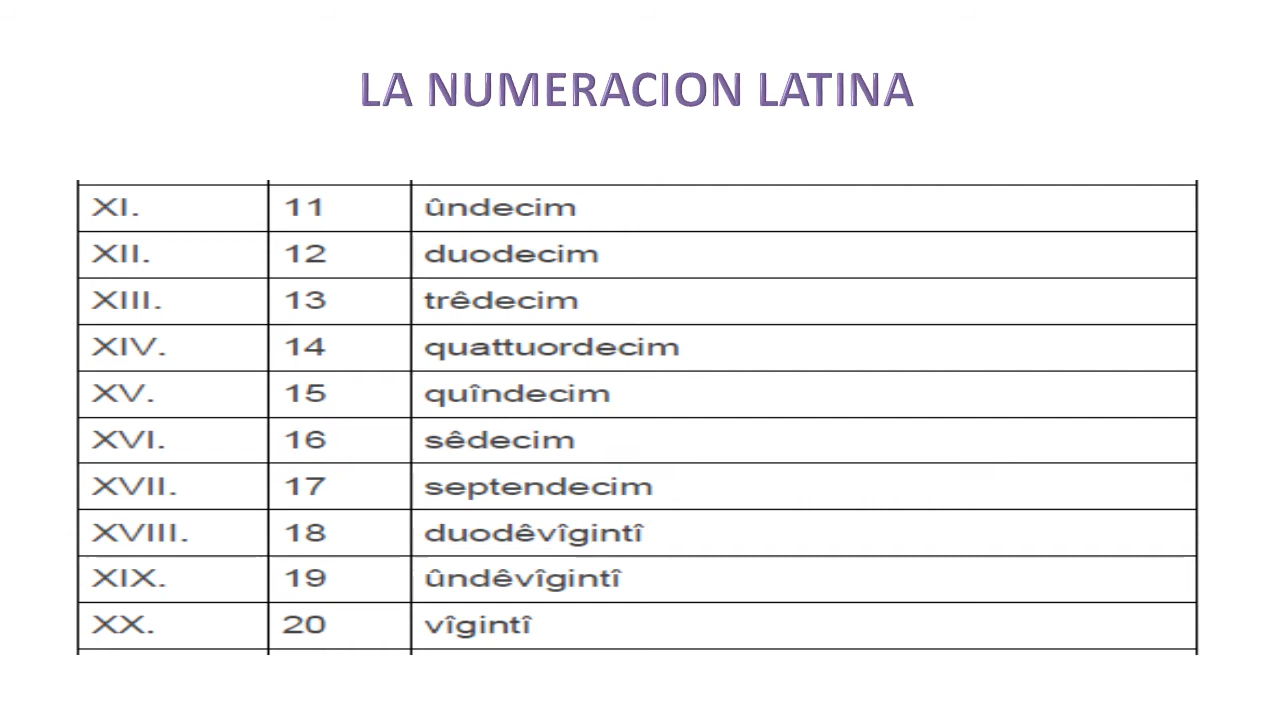 LA NUMERACION LATINA
XI. 11 ûndecim
XII. 12 duodecim
XIII. 13 trêdecim
XIV. 14 quattuordecim
XV. 15 quîndecim
XVI. 16 sêdecim
XVII. 17 septendecim
XVIII. 18 duodêvîgintî
XIX. 19 ûndêvîgintî
XX. 20 vîgintî